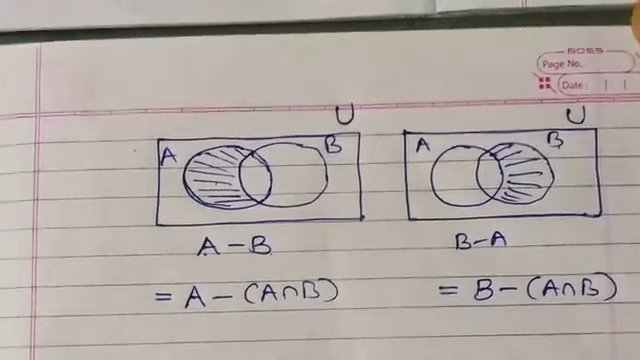 BOSS
Page No.
Date:
U
U
A
B
A
B
A-B
B-A
= A-(A∩B)
= B-(A∩B)